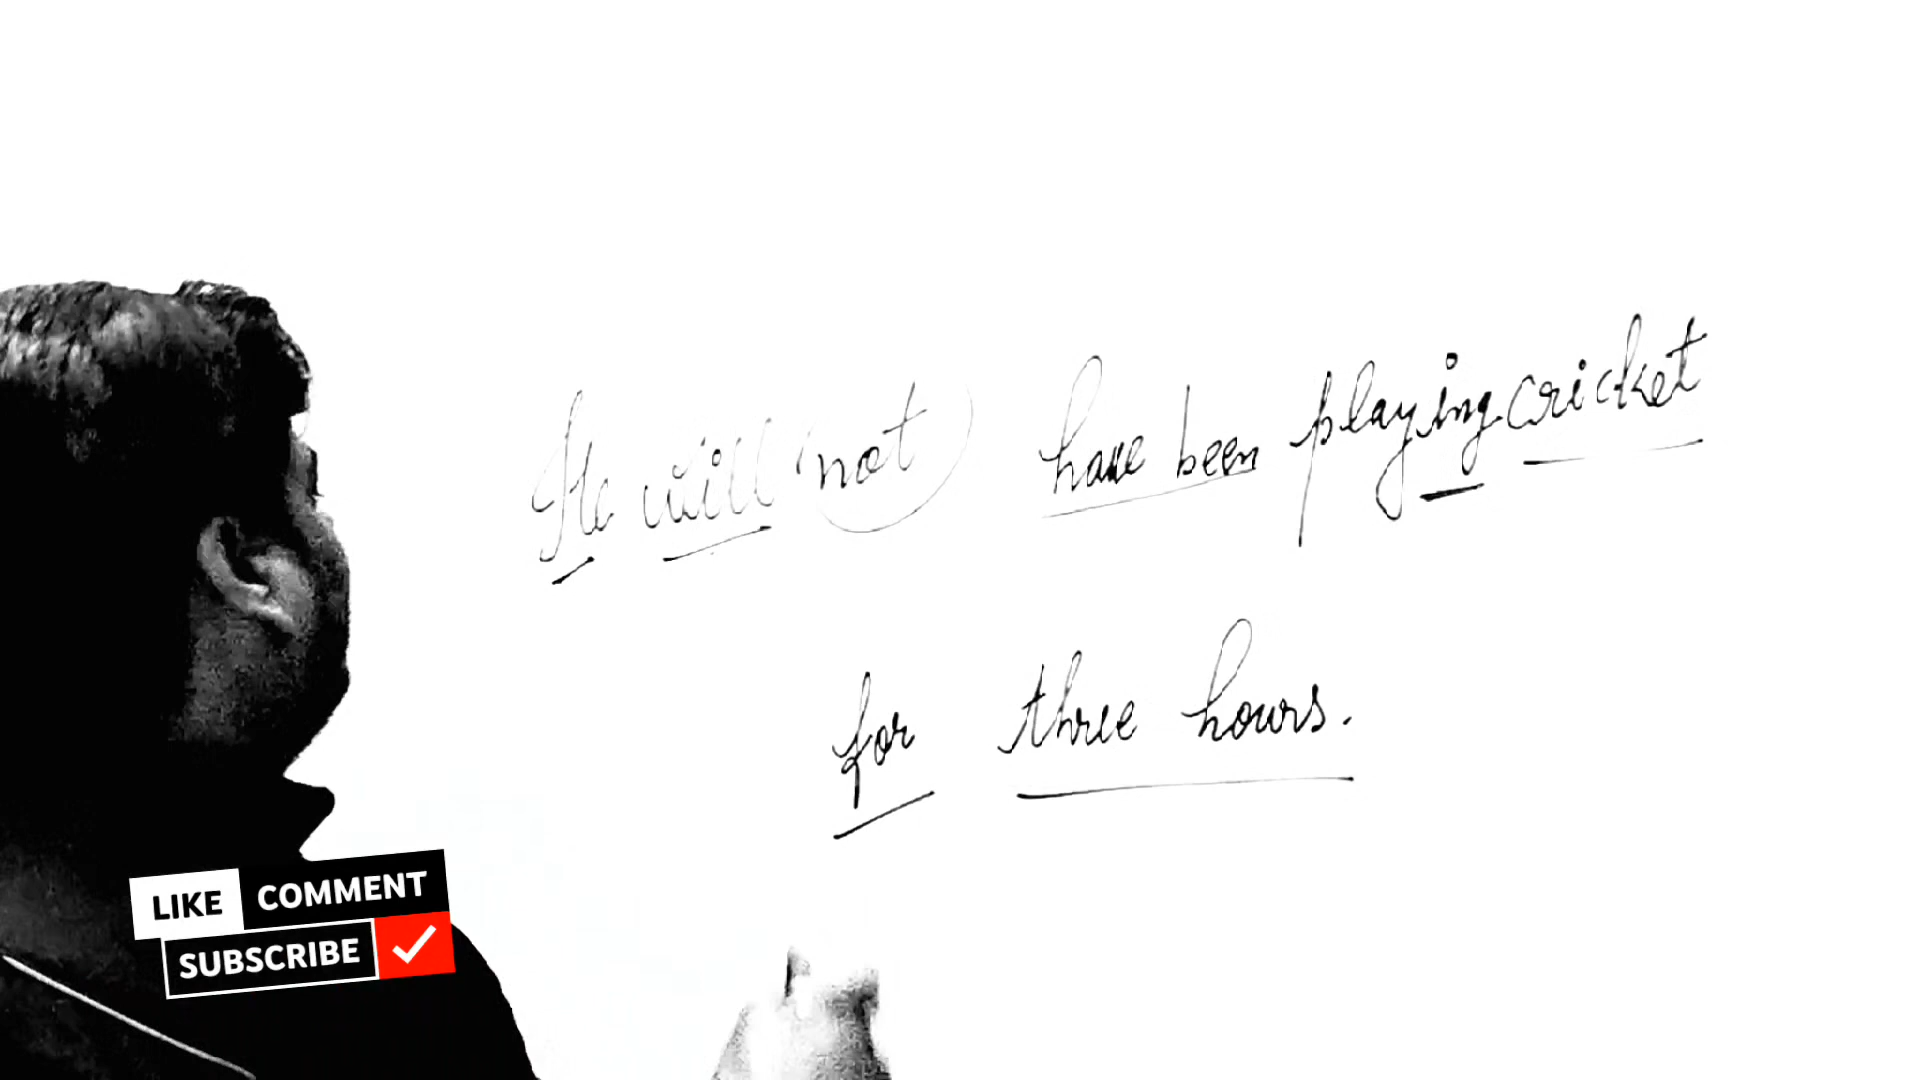 He will not have been playing cricket
for three hours.
LIKE COMMENT
SUBSCRIBE